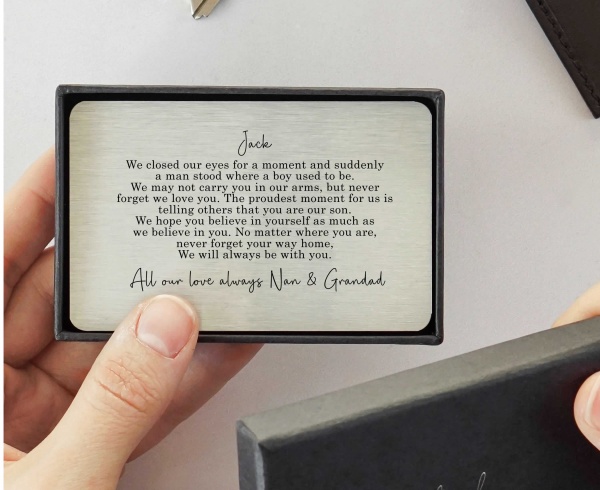 Jack
We closed our eyes for a moment and suddenly
a man stood where a boy used to be.
We may not carry you in our arms, but never
forget we love you. The proudest moment for us is
telling others that you are our son.
We hope you believe in yourself as much as
we believe in you. No matter where you are,
never forget your way home,
We will always be with you.
All our love always Nan & Grandad